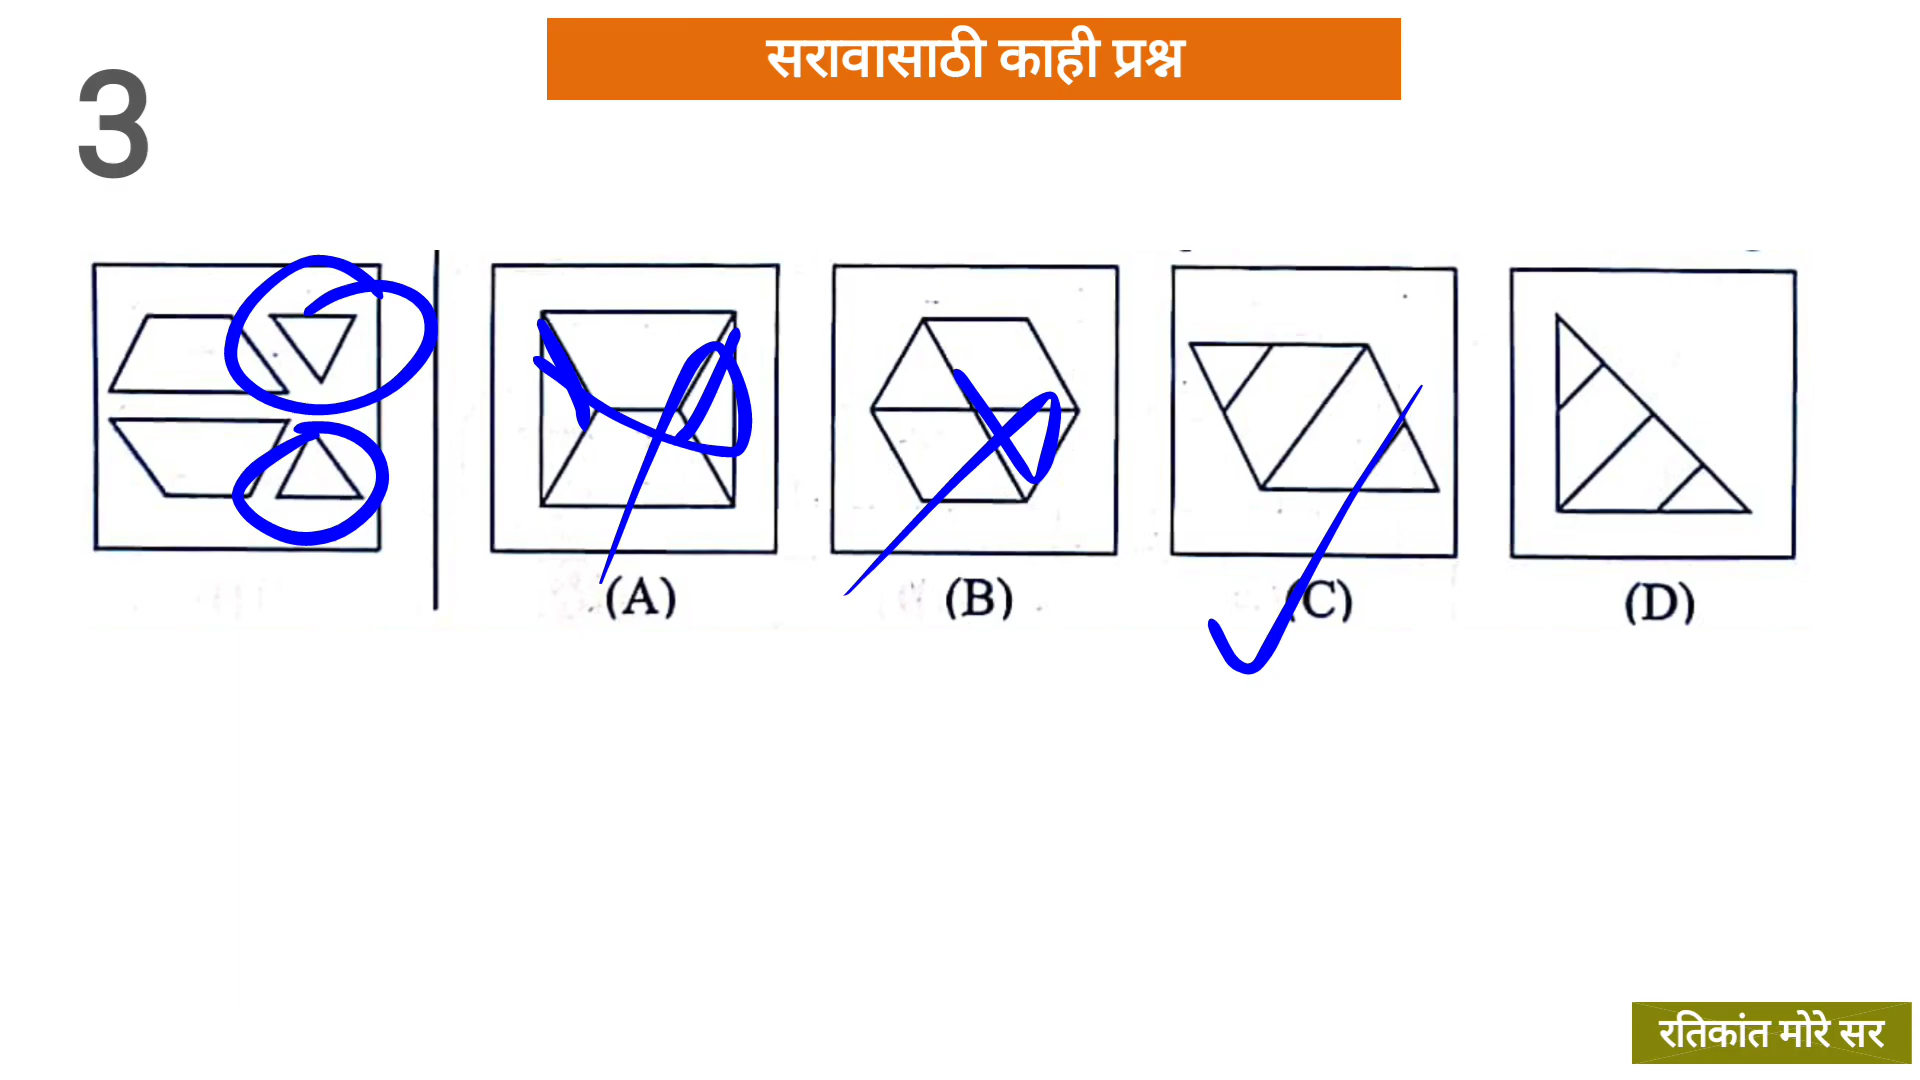 सरावासाठी काही प्रश्न
3
(A) (B) (C) (D)
रतिकांत मोरे सर